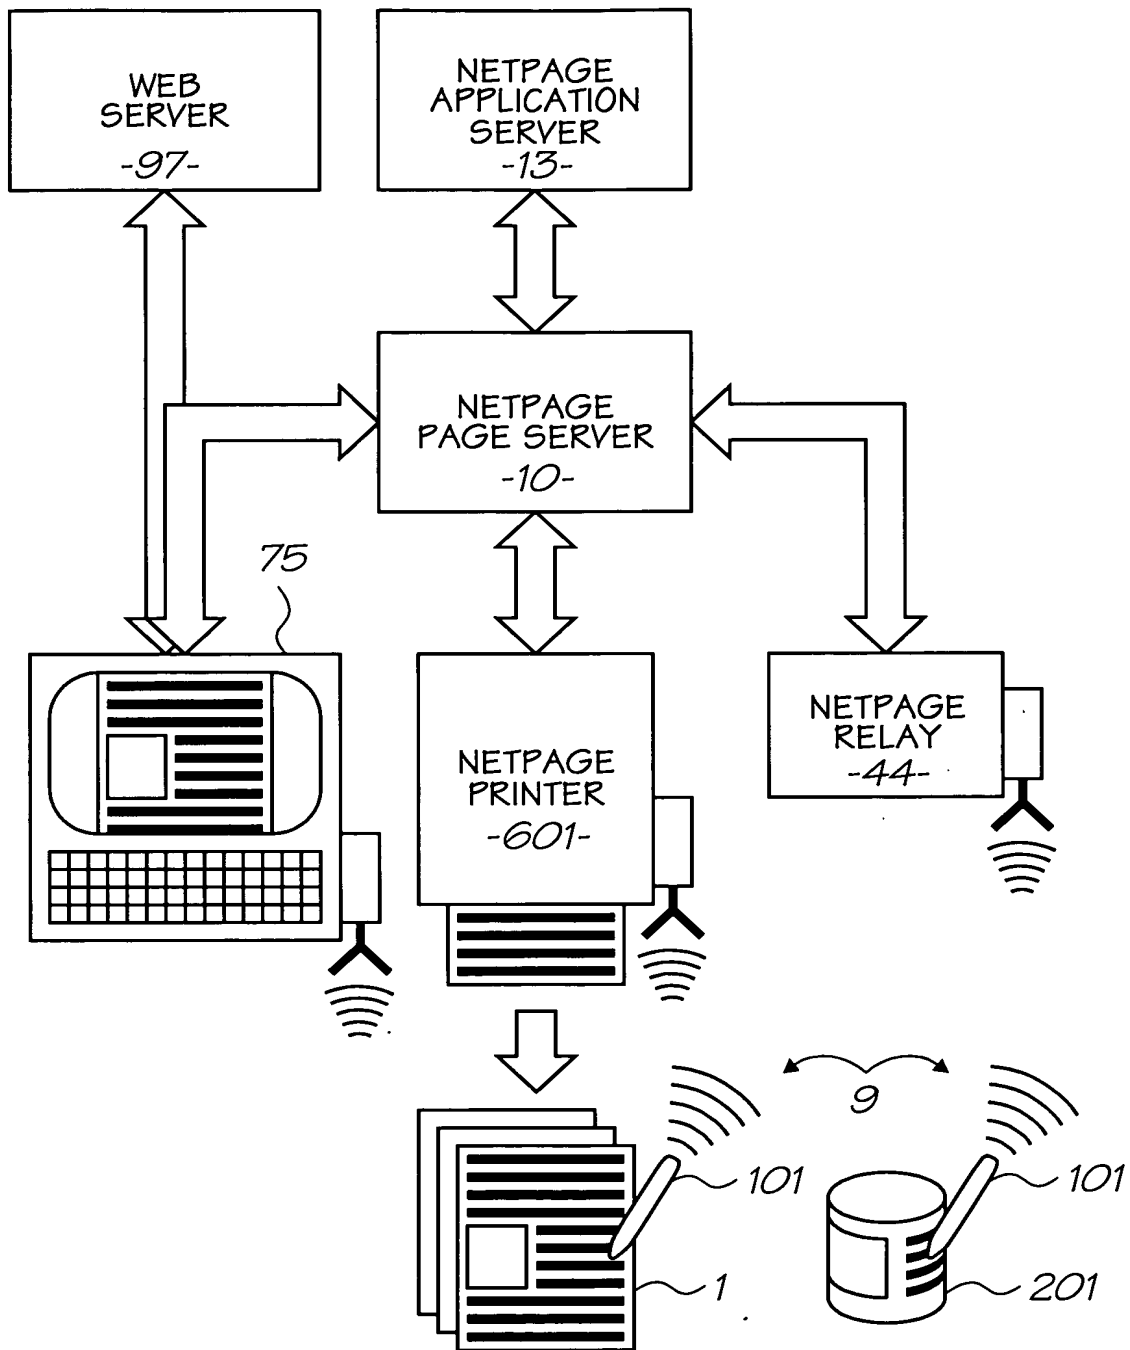 WEB
SERVER
-97-
NETPAGE
APPLICATION
SERVER
-13-
NETPAGE
PAGE SERVER
-10-
75
NETPAGE
PRINTER
-601-
NETPAGE
RELAY
-44-
9
101
101
1
201